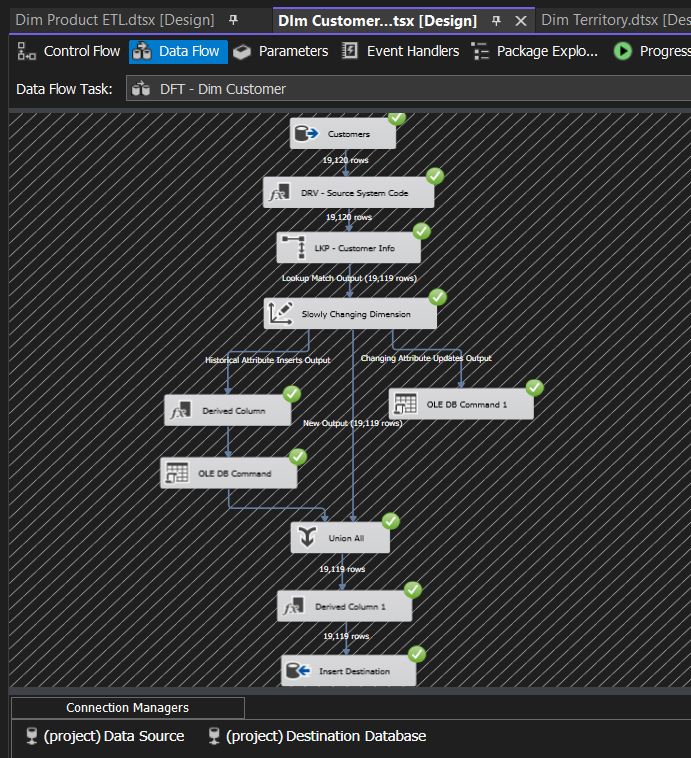 Dim Product ETL.dtsx [Design]
DIm Customer...tsx [Design]
Dim Territory.dtsx [Des
Control Flow
Data Flow
Parameters
Event Handlers
Package Explo...
Progress
Data Flow Task:
DFT - Dim Customer
Customers
19,120 rows
DRV - Source System Code
19,120 rows
LKP - Customer Info
Lookup Match Output (19,119 rows)
Slowly Changing Dimension
Historical Attribute Inserts Output
Changing Attribute Updates Output
Derived Column
OLE DB Command 1
New Output (19,119 rows)
OLE DB Command
Union All
19,119 rows
Derived Column 1
19,119 rows
Insert Destination
Connection Managers
(project) Data Source
(project) Destination Database